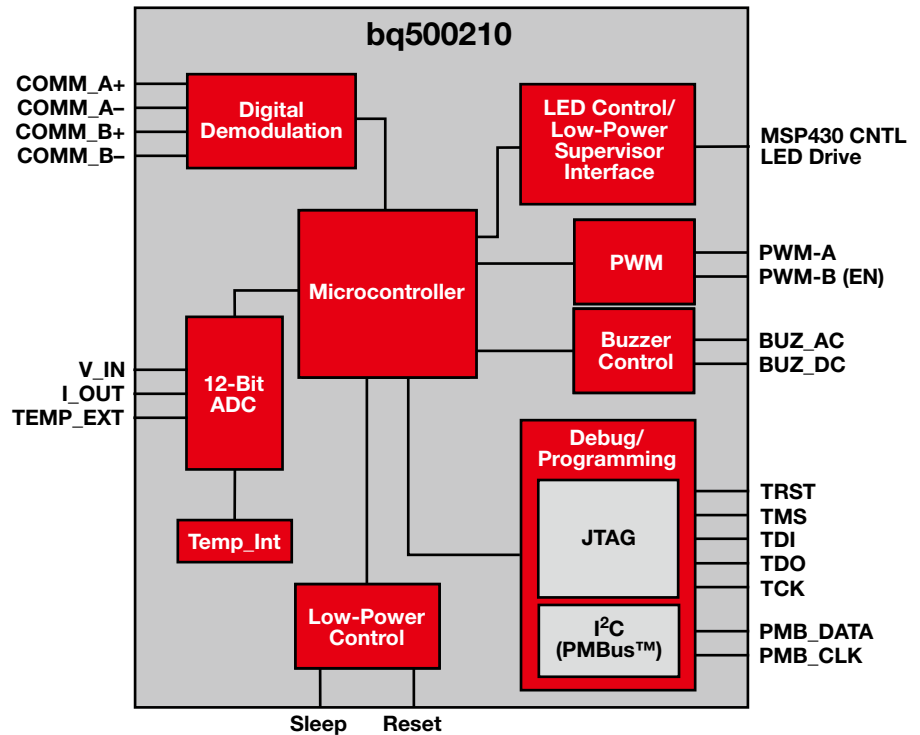 bq500210
COMM_A+
COMM_A–
COMM_B+
COMM_B–
Digital
Demodulation
LED Control/
Low-Power
Supervisor
Interface
MSP430 CNTL
LED Drive
Microcontroller
PWM
PWM-A
PWM-B (EN)
Buzzer
Control
BUZ_AC
BUZ_DC
V_IN
I_OUT
TEMP_EXT
12-Bit
ADC
Temp_Int
Debug/
Programming
JTAG
TRST
TMS
TDI
TDO
TCK
I²C
(PMBus™)
PMB_DATA
PMB_CLK
Low-Power
Control
Sleep
Reset